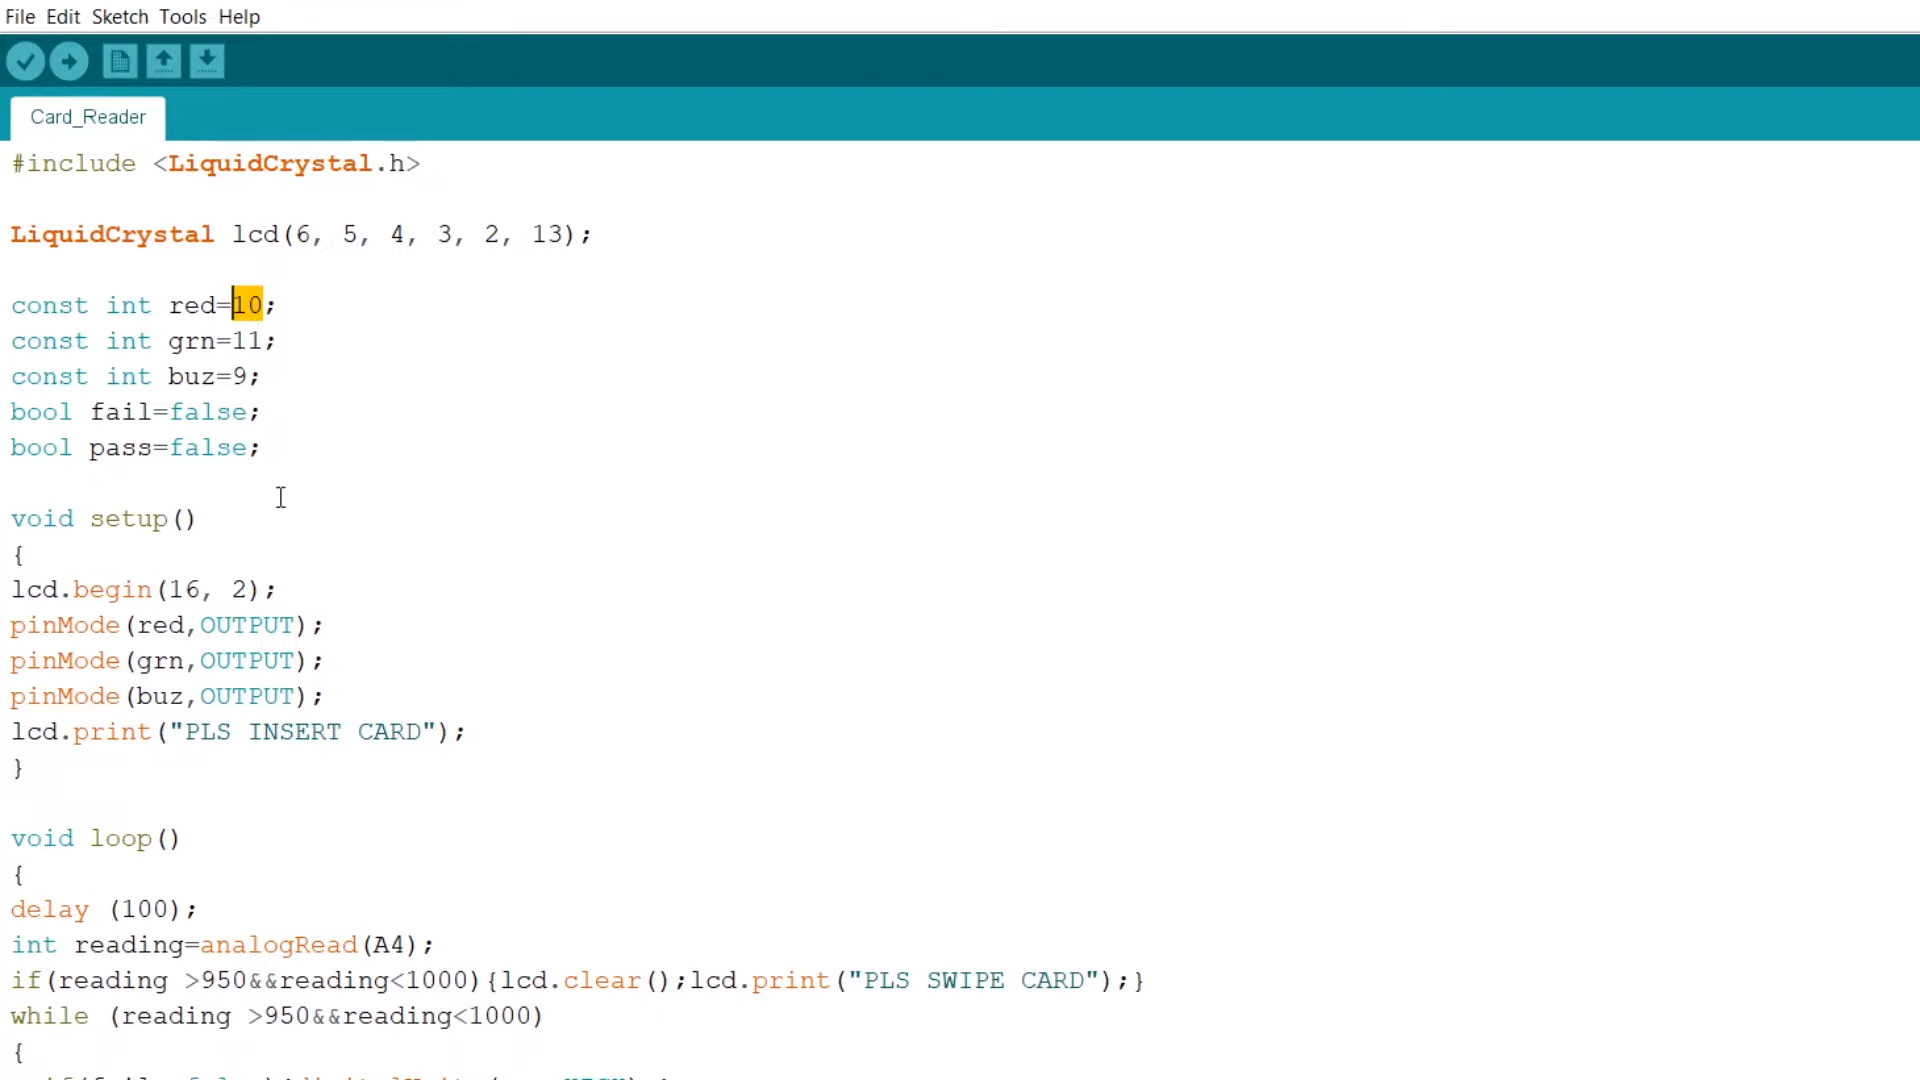 File Edit Sketch Tools Help
Card_Reader
#include <LiquidCrystal.h>
LiquidCrystal lcd(6, 5, 4, 3, 2, 13);
const int red=10;
const int grn=11;
const int buz=9;
bool fail=false;
bool pass=false;
void setup()
{
lcd.begin(16, 2);
pinMode(red,OUTPUT);
pinMode(grn,OUTPUT);
pinMode(buz,OUTPUT);
lcd.print("PLS INSERT CARD");
}
void loop()
{
delay (100);
int reading=analogRead(A4);
if(reading >950&&reading<1000){lcd.clear();lcd.print("PLS SWIPE CARD");}
while (reading >950&&reading<1000)
{